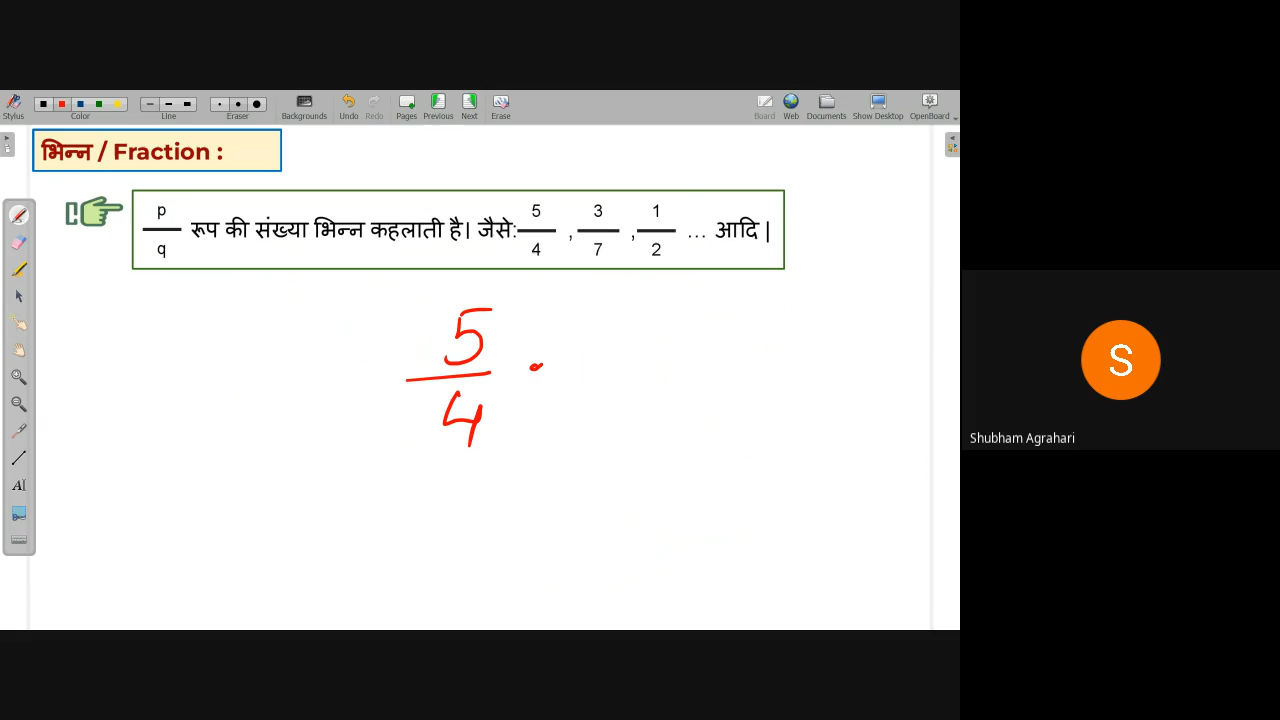 Stylus Color Line Eraser Backgrounds Undo Redo Pages Previous Next Erase Board Web Documents Show Desktop OpenBoard
भिन्न / Fraction :
p/q रूप की संख्या भिन्न कहलाती है। जैसे: 5/4 , 3/7 , 1/2 ... आदि |
5/4 .
S
Shubham Agrahari